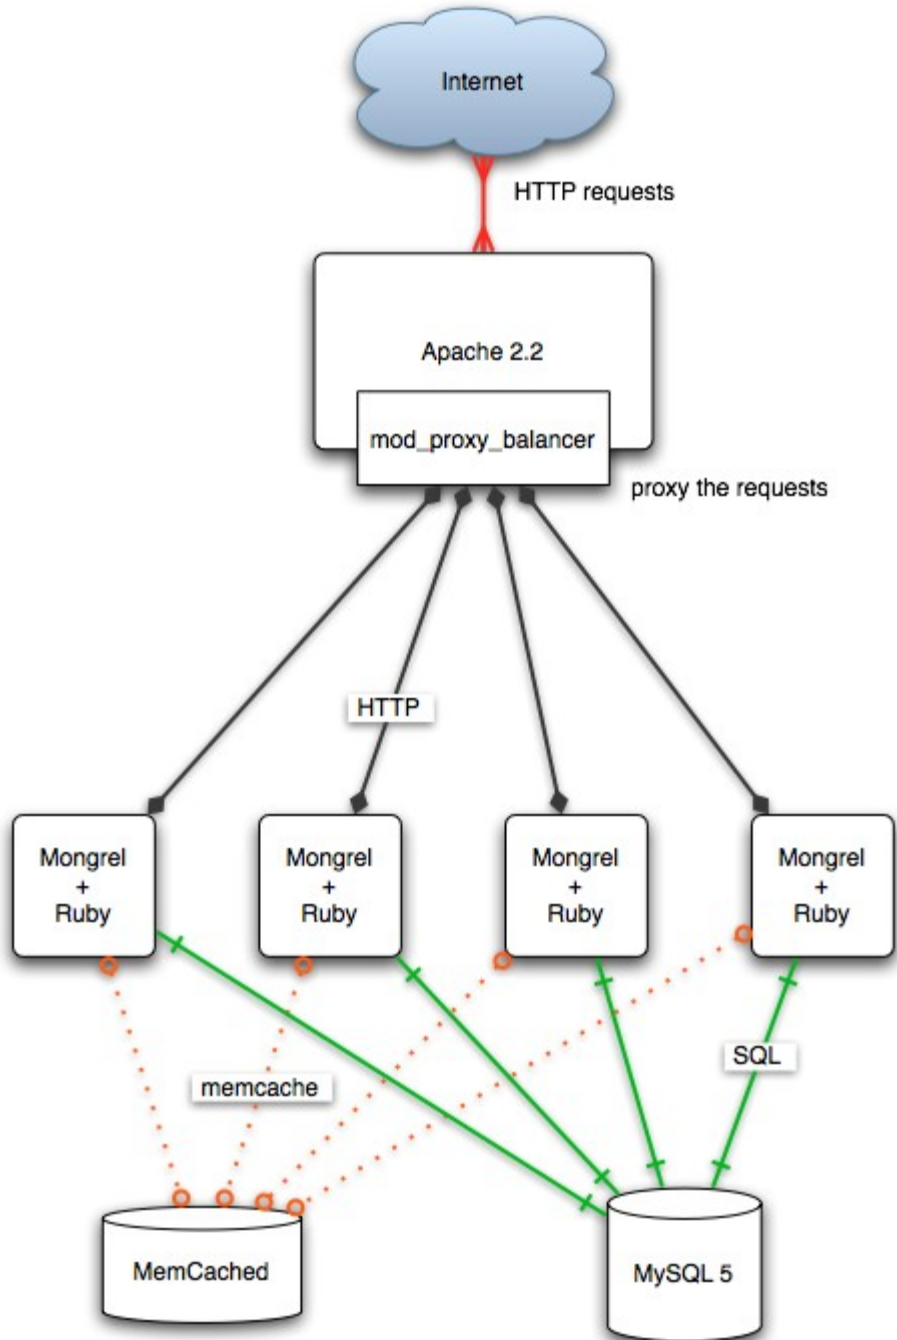 Internet
HTTP requests
Apache 2.2
mod_proxy_balancer
proxy the requests
HTTP
Mongrel
+
Ruby
Mongrel
+
Ruby
Mongrel
+
Ruby
Mongrel
+
Ruby
SQL
memcache
MemCached
MySQL 5